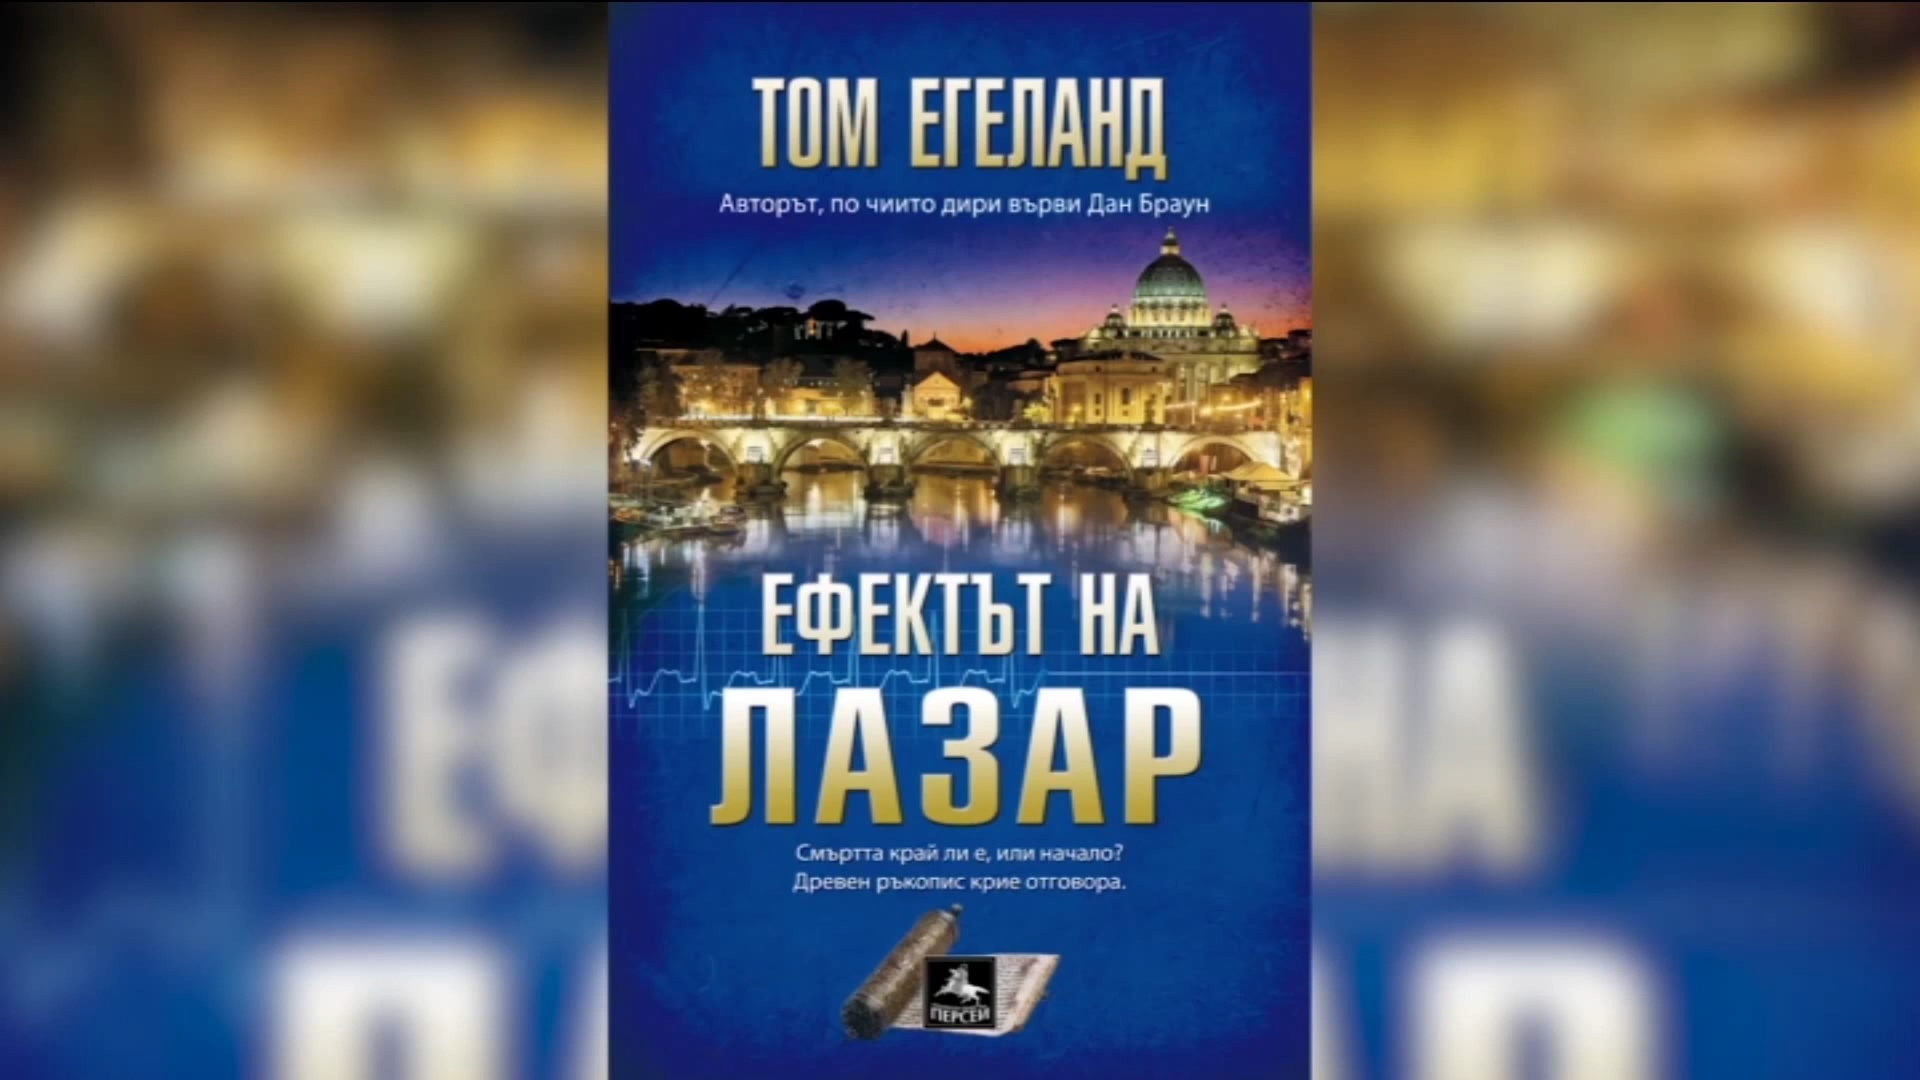 ТОМ ЕГЕЛАНД
Авторът, по чиито дири върви Дан Браун
ЕФЕКТЪТ НА
ЛАЗАР
Смъртта край ли е, или начало?
Древен ръкопис крие отговора.
ПЕРСЕЙ